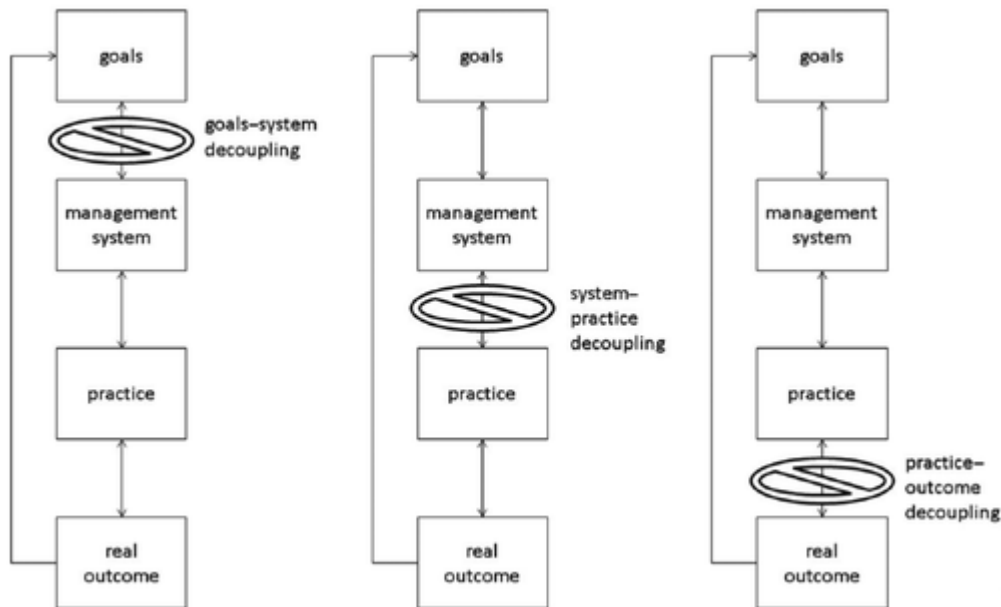 goals
goals–system
decoupling
management
system
practice
real
outcome
goals
management
system
system–
practice
decoupling
practice
real
outcome
goals
management
system
practice
practice–
outcome
decoupling
real
outcome